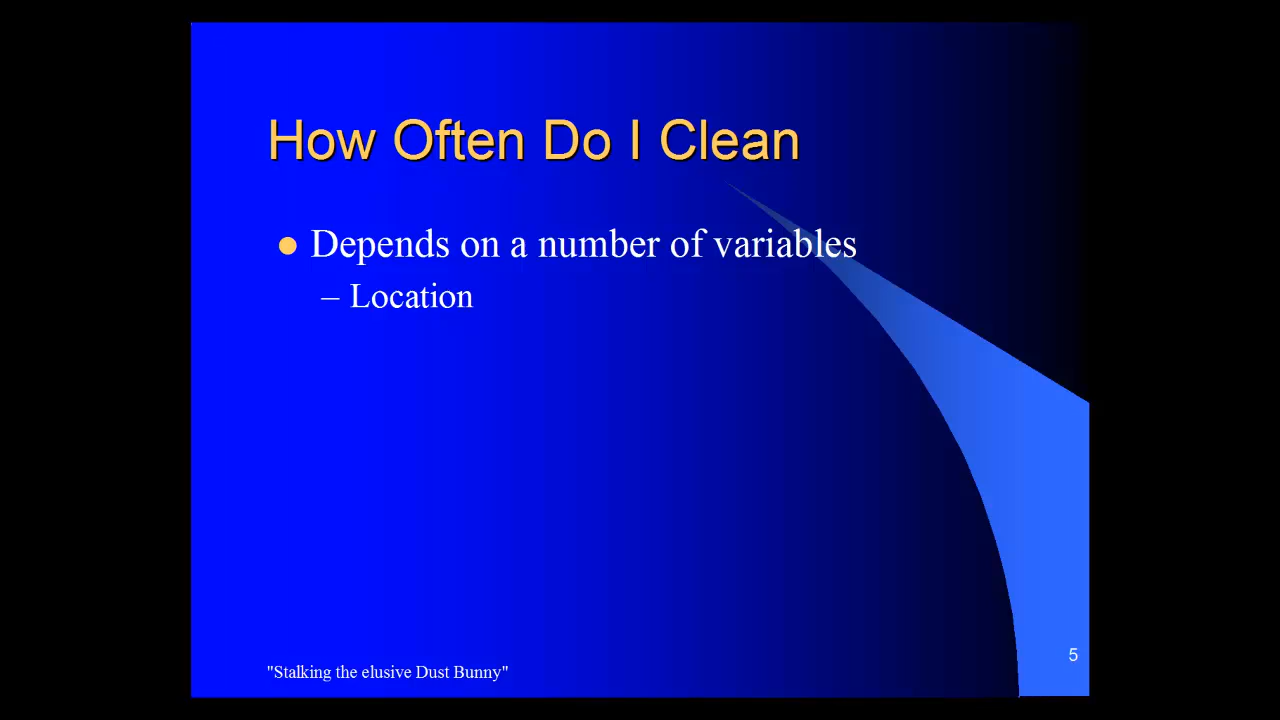 How Often Do I Clean
● Depends on a number of variables
– Location
"Stalking the elusive Dust Bunny"
5